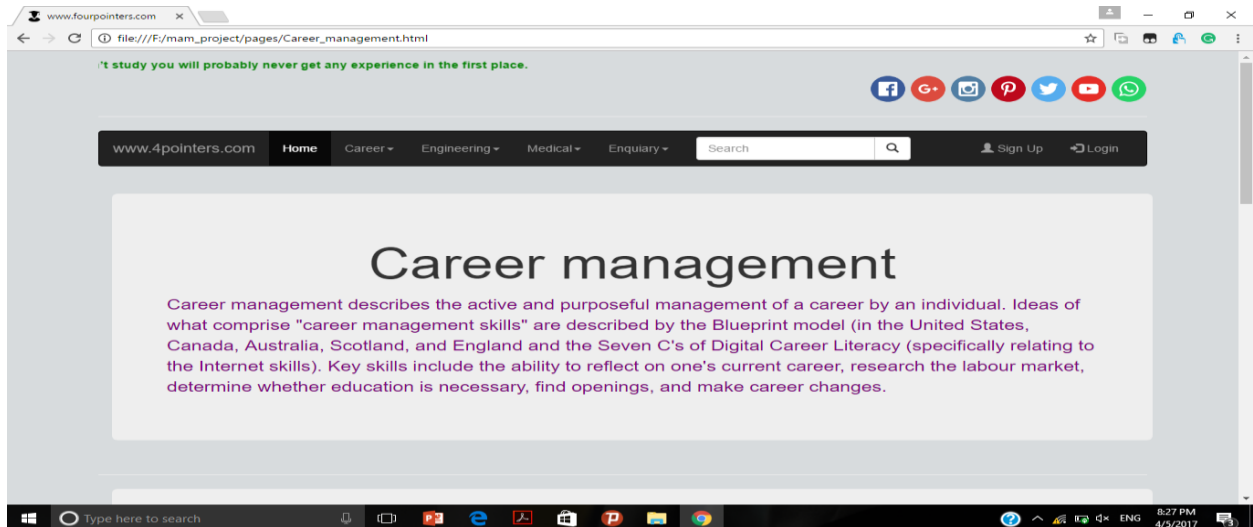 www.fourpointers.com
file:///F:/mam_project/pages/Career_management.html
't study you will probably never get any experience in the first place.
www.4pointers.com Home Career Engineering Medical Enquiary Search Sign Up Login
Career management
Career management describes the active and purposeful management of a career by an individual. Ideas of
what comprise "career management skills" are described by the Blueprint model (in the United States,
Canada, Australia, Scotland, and England and the Seven C's of Digital Career Literacy (specifically relating to
the Internet skills). Key skills include the ability to reflect on one's current career, research the labour market,
determine whether education is necessary, find openings, and make career changes.
Type here to search
ENG
8:27 PM
4/5/2017